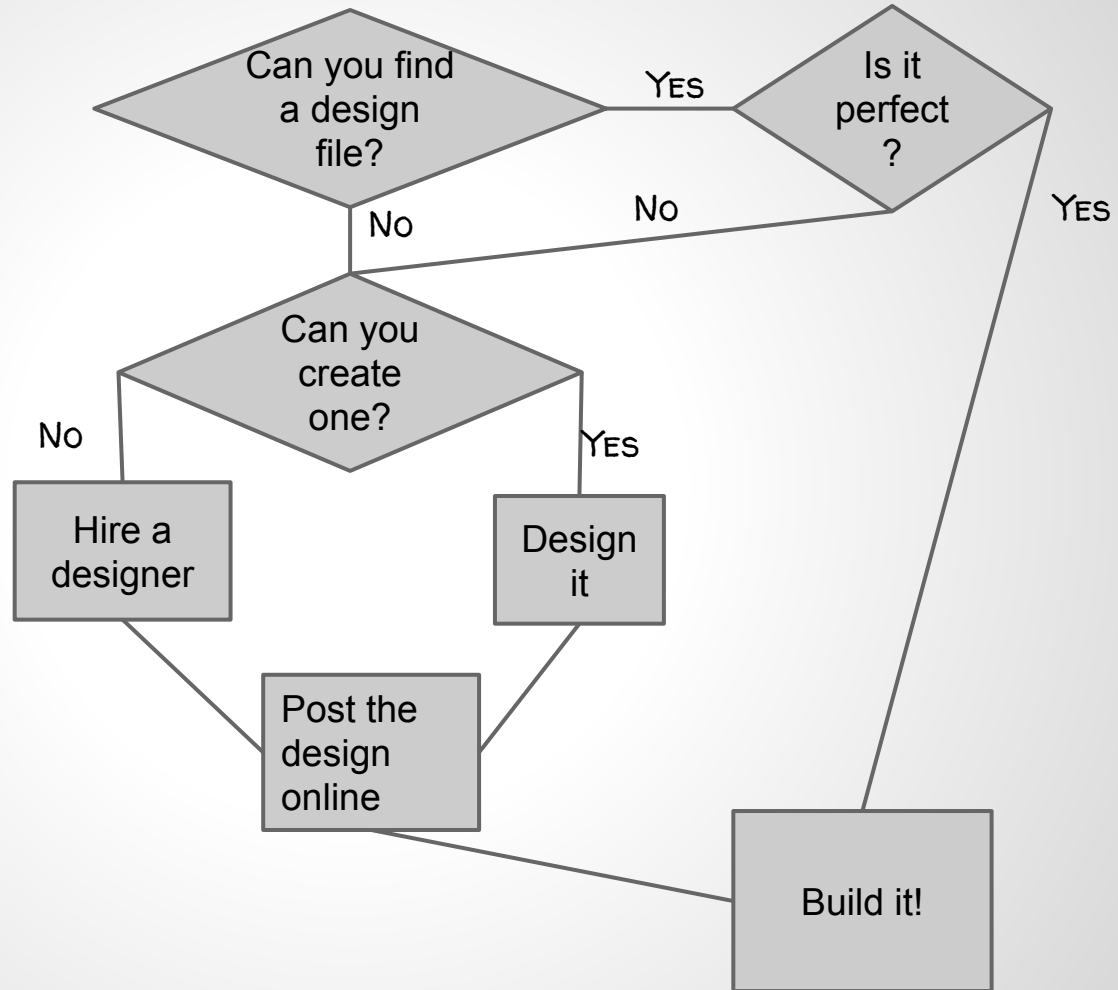 Can you find
a design
file?
Yes
Is it
perfect
?
No
No
Yes
Can you
create
one?
No
Yes
Hire a
designer
Design
it
Post the
design
online
Build it!